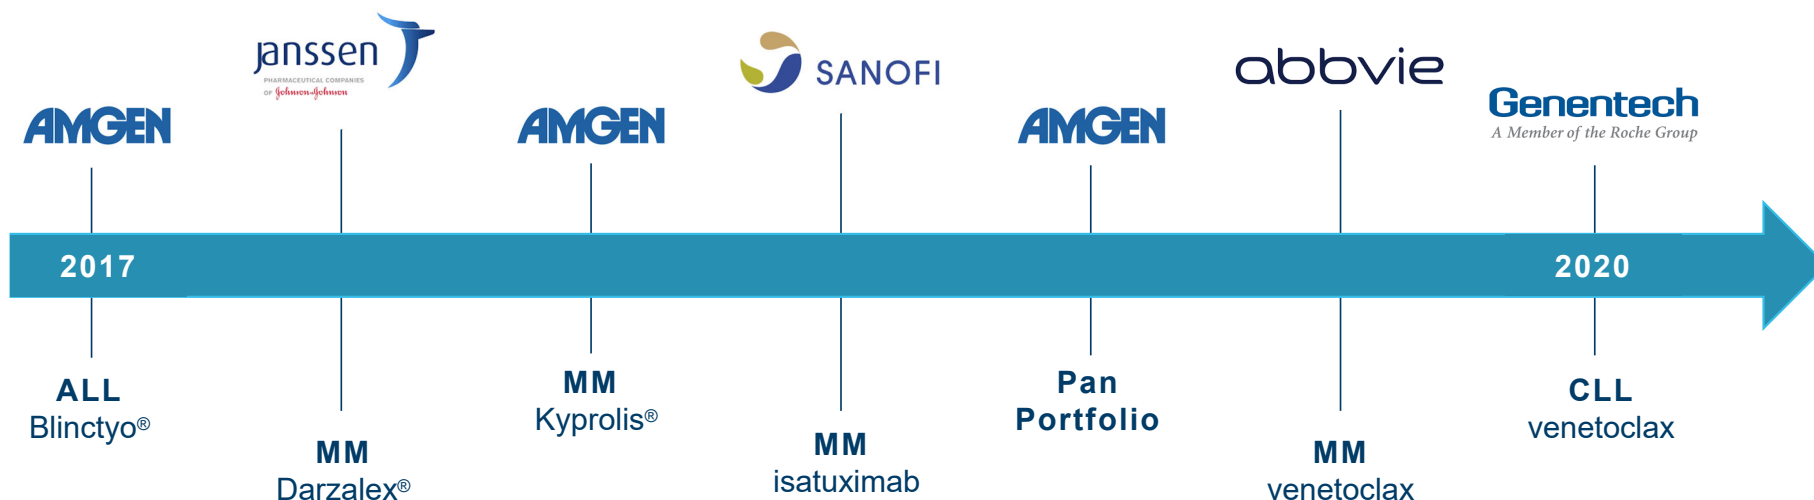 AMGEN
janssen
PHARMACEUTICAL COMPANIES
OF Johnson & Johnson
AMGEN
SANOFI
AMGEN
abbvie
Genentech
A Member of the Roche Group
2017
2020
ALL
Blinctyo®
MM
Darzalex®
MM
Kyprolis®
MM
isatuximab
Pan
Portfolio
MM
venetoclax
CLL
venetoclax